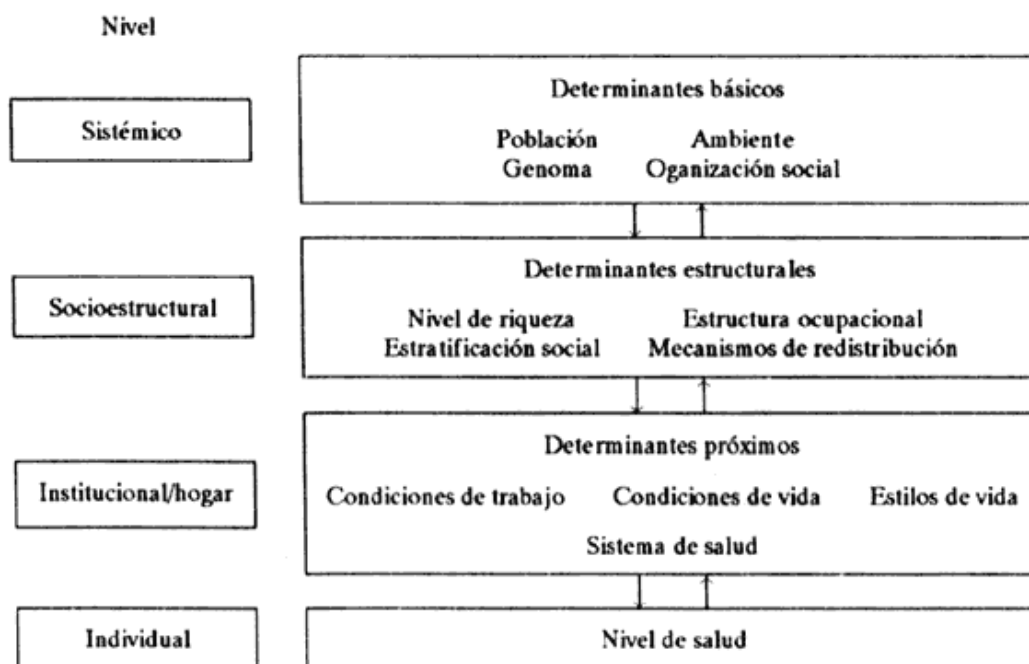 Nivel
Sistémico
Determinantes básicos
Población Ambiente
Genoma Oganización social
Socioestructural
Determinantes estructurales
Nivel de riqueza Estructura ocupacional
Estratificación social Mecanismos de redistribución
Institucional/hogar
Determinantes próximos
Condiciones de trabajo Condiciones de vida Estilos de vida
Sistema de salud
Individual
Nivel de salud